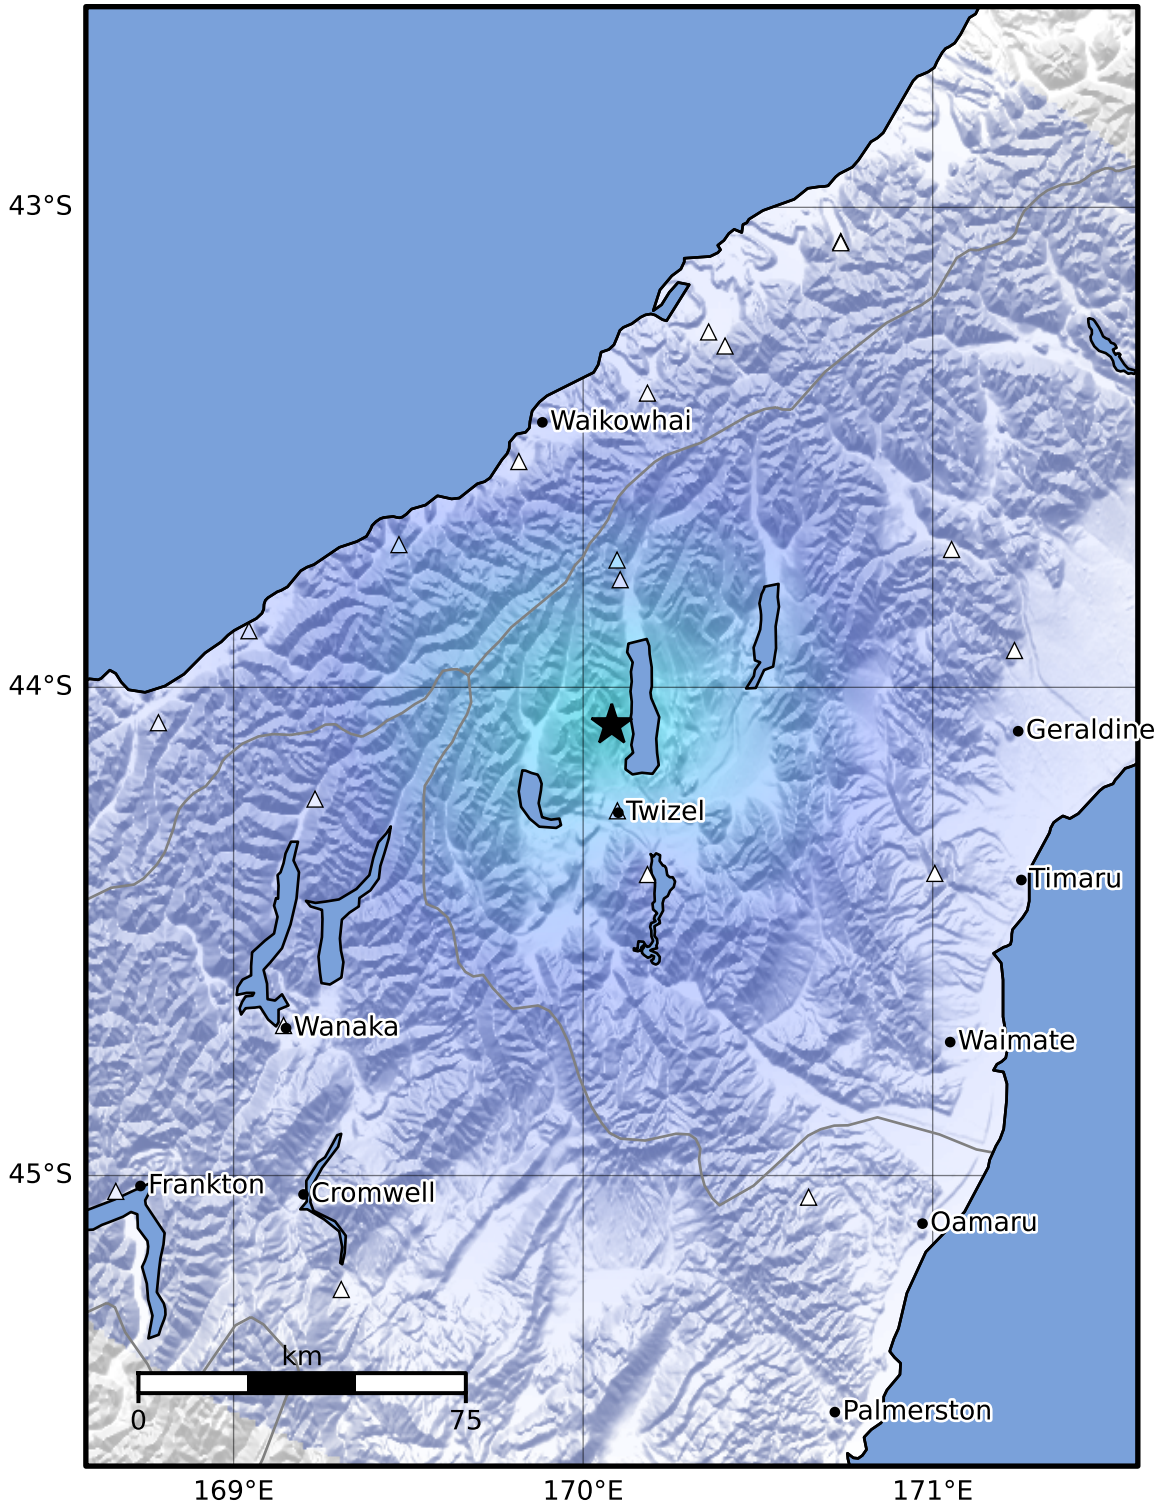 43°S
Waikowhai
44°S
Geraldine
Twizel
Timaru
Wanaka
Waimate
45°S
Frankton
Cromwell
Oamaru
km
0
75
Palmerston
169°E
170°E
171°E